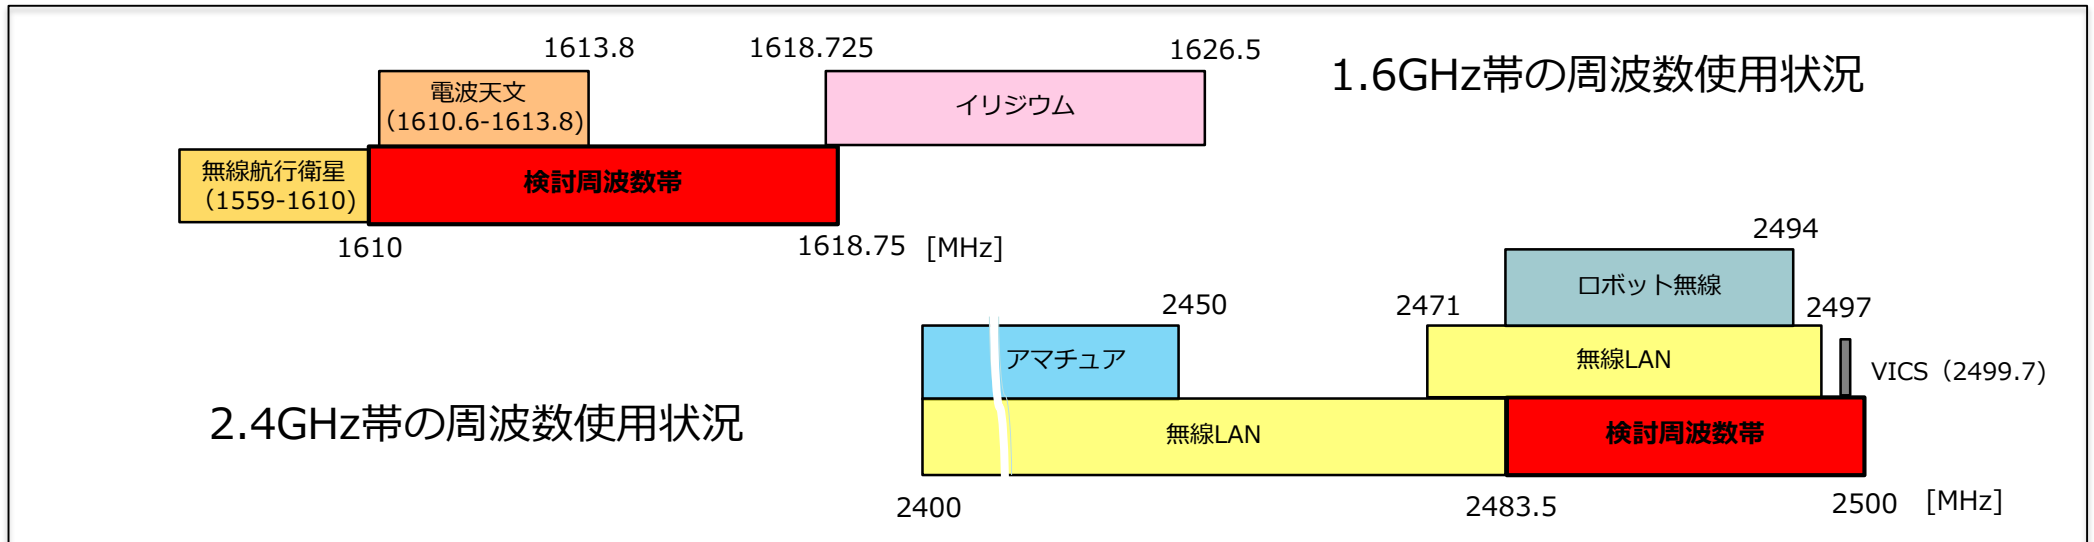 1613.8
1618.725
1626.5
1.6GHz帯の周波数使用状況
電波天文
(1610.6-1613.8)
イリジウム
無線航行衛星
（1559-1610)
検討周波数帯
1610
1618.75 [MHz]
2494
ロボット無線
2450
2471
2497
アマチュア
無線LAN
VICS（2499.7)
2.4GHz帯の周波数使用状況
無線LAN
検討周波数帯
2400
2483.5
2500 [MHz]